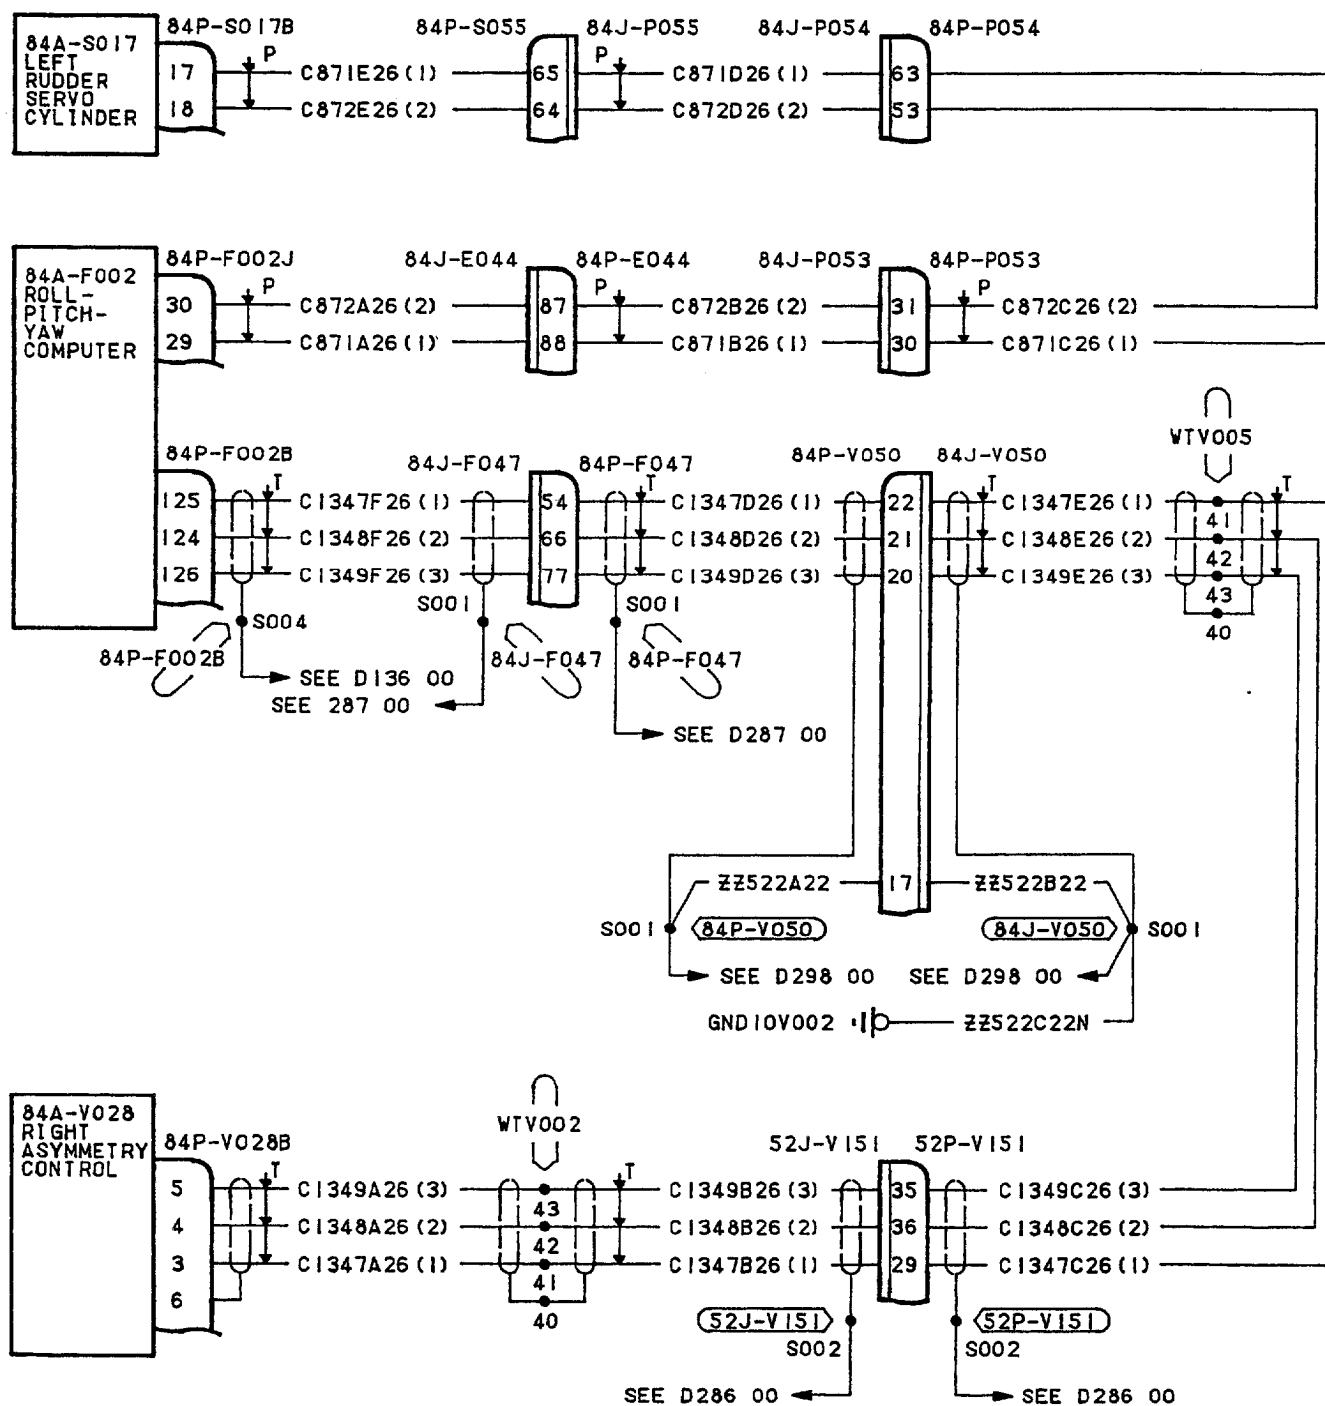 84P-S017B 84P-S055 84J-P055 84J-P054 84P-P054
84A-S017
LEFT
RUDDER
SERVO
CYLINDER
17 P C871E26(1) 65 P C871D26(1) 63
18 C872E26(2) 64 C872D26(2) 53
84P-F002J 84J-E044 84P-E044 84J-P053 84P-P053
84A-F002
ROLL-
PITCH-
YAW
COMPUTER
30 P C872A26(2) 87 P C872B26(2) 31 P C872C26(2)
29 C871A26(1) 88 C871B26(1) 30 C871C26(1)
WTV005
84P-F002B 84J-F047 84P-F047 84P-V050 84J-V050
125 T C1347F26(1) 54 T C1347D26(1) 22 T C1347E26(1) 41 T
124 C1348F26(2) 66 C1348D26(2) 21 C1348E26(2) 42
126 C1349F26(3) 77 C1349D26(3) 20 C1349E26(3) 43
S004 S001 S001 40
84P-F002B 84J-F047 84P-F047
SEE D136 00
SEE 287 00
SEE D287 00
ZZ522A22 17 ZZ522B22
S001 84P-V050 84J-V050 S001
SEE D298 00 SEE D298 00
GND10V002 ZZ522C22N
84A-V028
RIGHT
ASYMMETRY
CONTROL
84P-V028B WTV002 52J-V151 52P-V151
5 T C1349A26(3) 43 T C1349B26(3) 35 C1349C26(3)
4 C1348A26(2) 42 C1348B26(2) 36 C1348C26(2)
3 C1347A26(1) 41 C1347B26(1) 29 C1347C26(1)
6 40
52J-V151 52P-V151
S002 S002
SEE D286 00 SEE D286 00